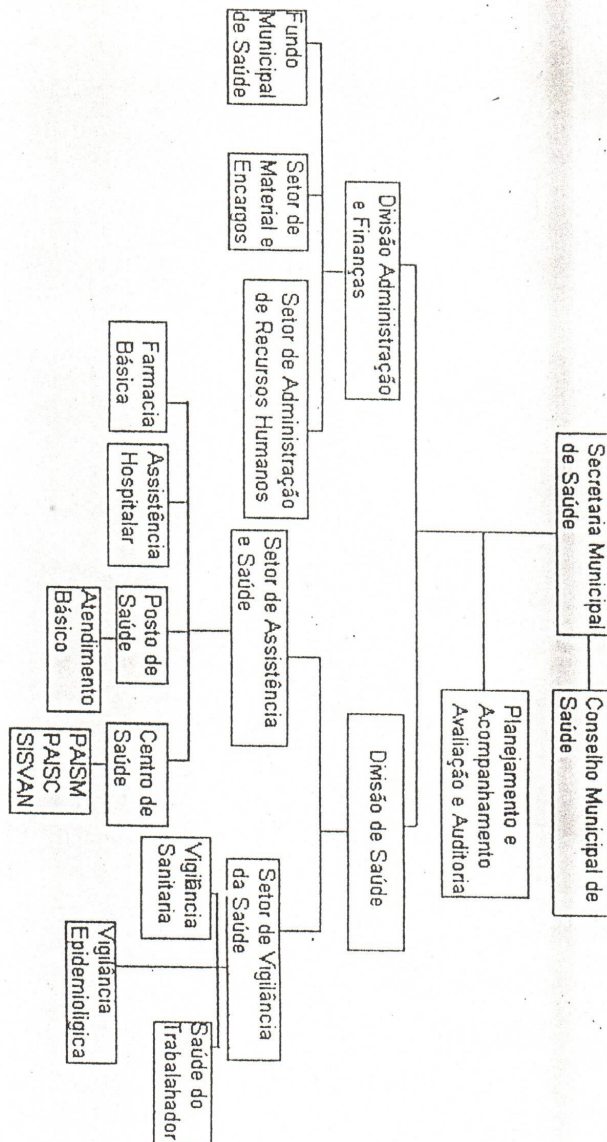 Secretaria Municipal
de Saúde
Conselho Municipal de
Saúde
Planejamento e
Acompanhamento
Avaliação e Auditoria
Divisão Administração
e Finanças
Divisão de Saúde
Fundo
Municipal
de Saúde
Setor de
Material e
Encargos
Setor de Administração
de Recursos Humanos
Setor de Assistência
e Saúde
Setor de Vigilância
da Saúde
Farmacia
Básica
Assistência
Hospitalar
Posto de
Saúde
Centro de
Saúde
Vigilância
Sanitaria
Vigilância
Epidemioligica
Saúde do
Trabalahador
Atendimento
Básico
PAISM
PAISC
SISVAN